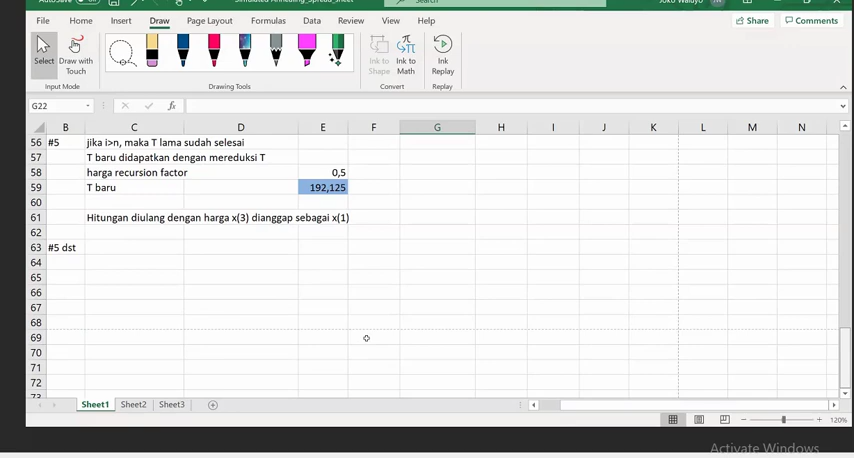 Simulated Annealing_Spread_Sheet
Search
File Home Insert Draw Page Layout Formulas Data Review View Help
Share Comments
Select Draw with Touch
Ink to Shape Ink to Math Ink Replay
Input Mode Drawing Tools Convert Replay
G22 fx
B C D E F G H I J K L M N
56 #5 jika i>n, maka T lama sudah selesai
57 T baru didapatkan dengan mereduksi T
58 harga recursion factor 0,5
59 T baru 192,125
60
61 Hitungan diulang dengan harga x(3) dianggap sebagai x(1)
62
63 #5 dst
64
65
66
67
68
69
70
71
72
73
Sheet1 Sheet2 Sheet3
120%
Activate Windows